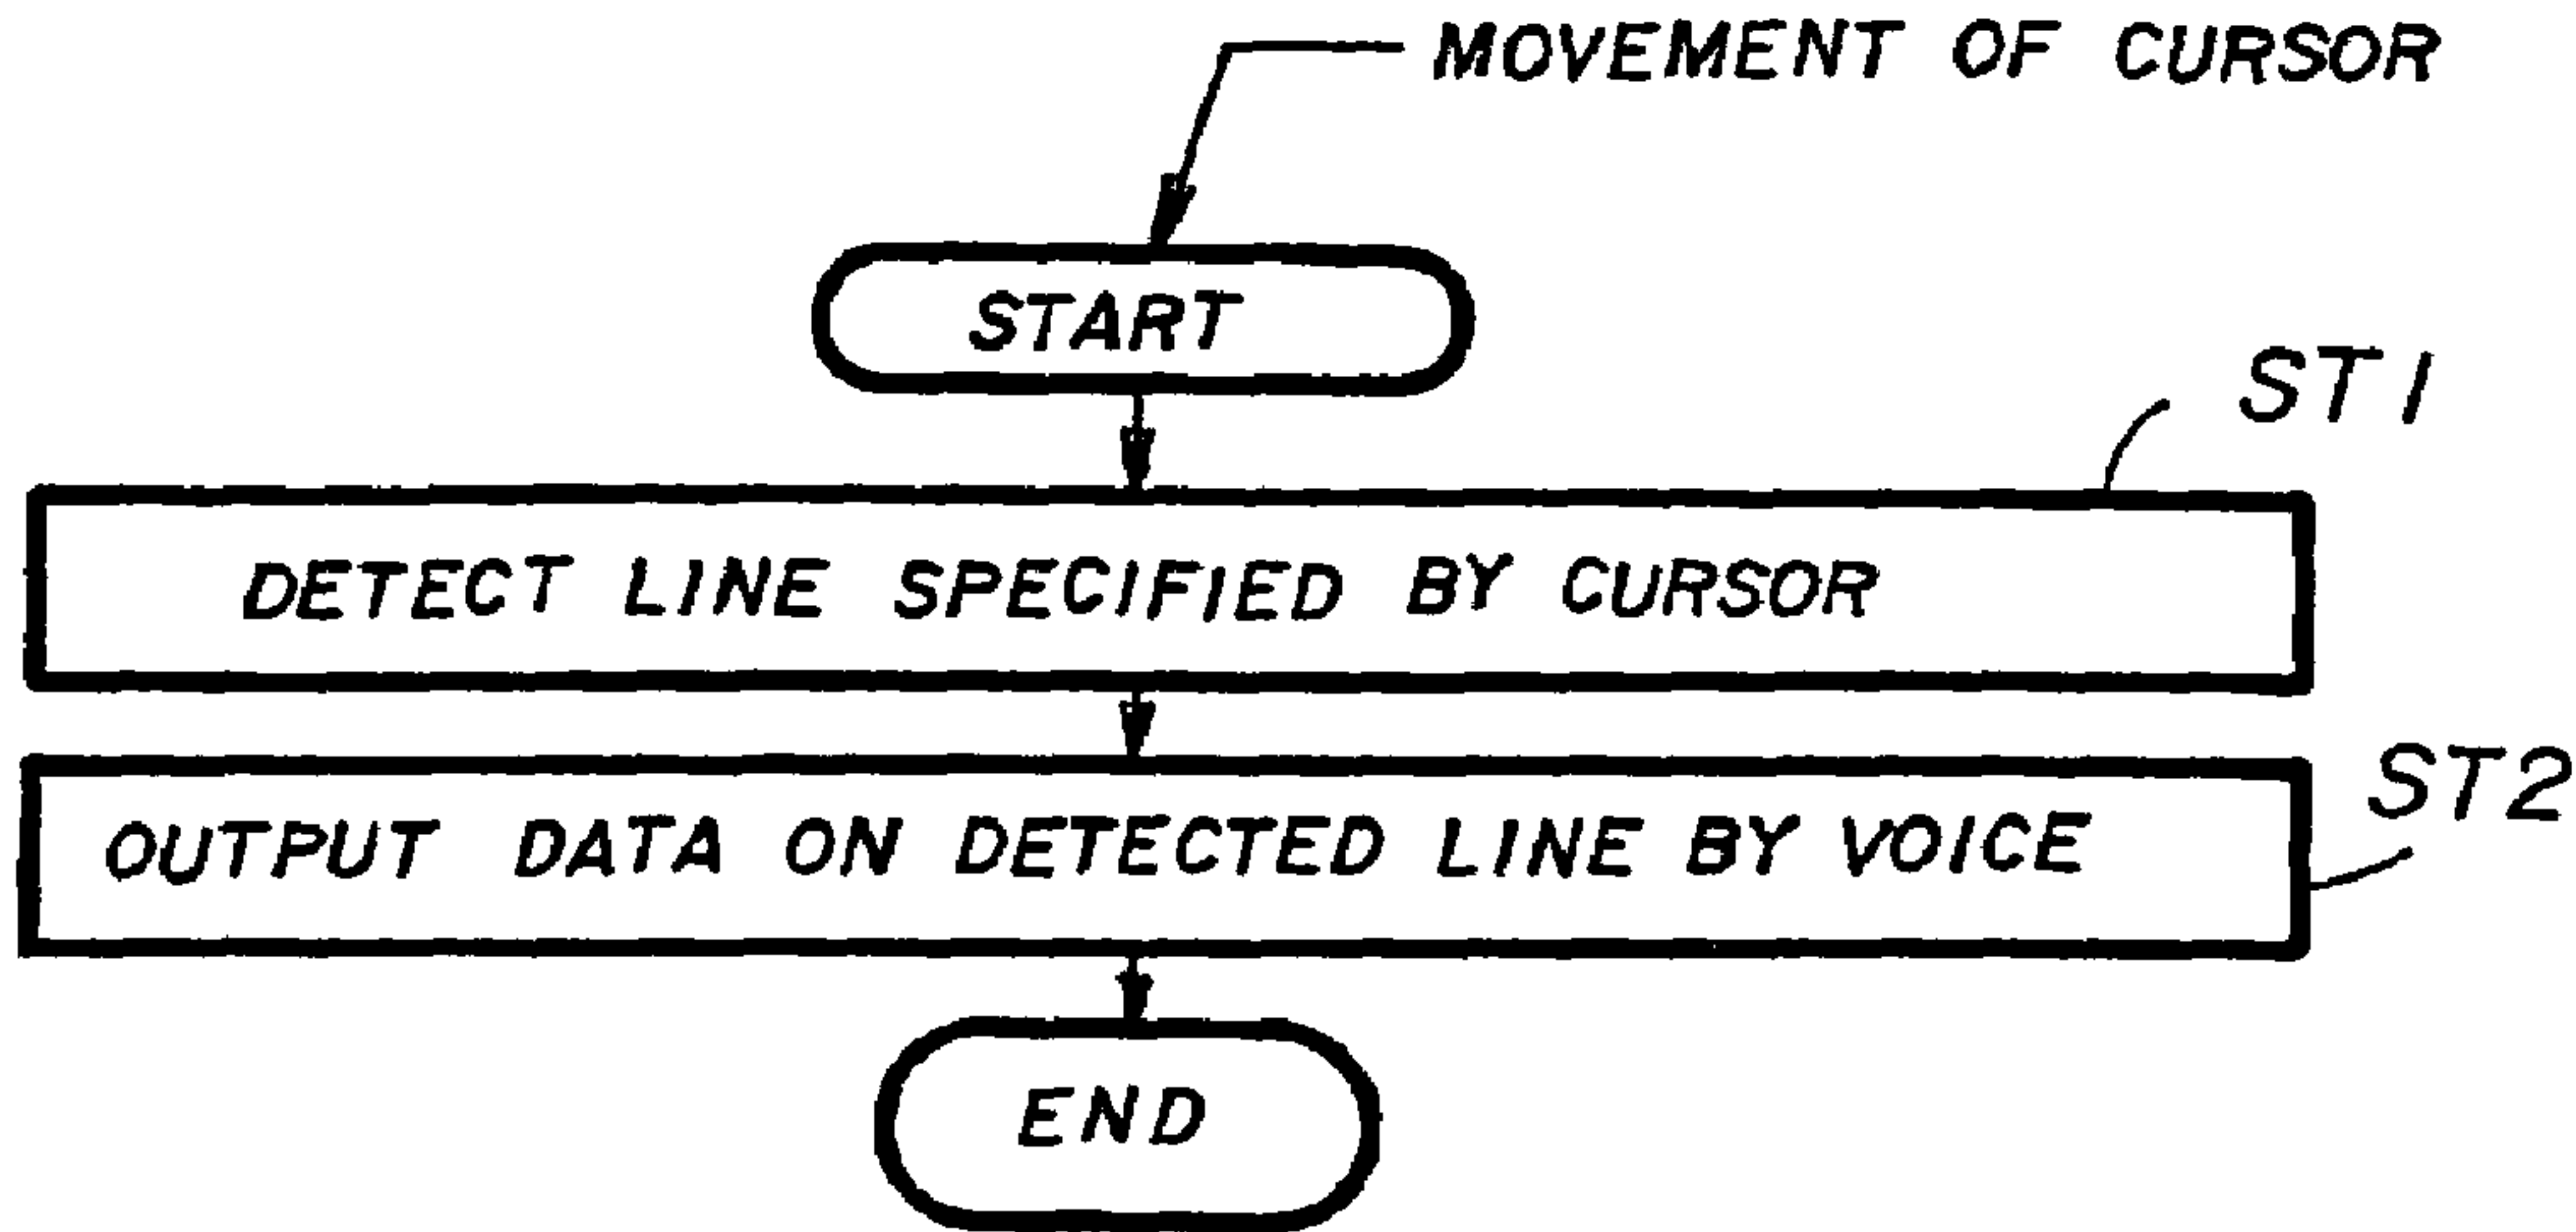 MOVEMENT OF CURSOR
START
ST1
DETECT LINE SPECIFIED BY CURSOR
ST2
OUTPUT DATA ON DETECTED LINE BY VOICE
END